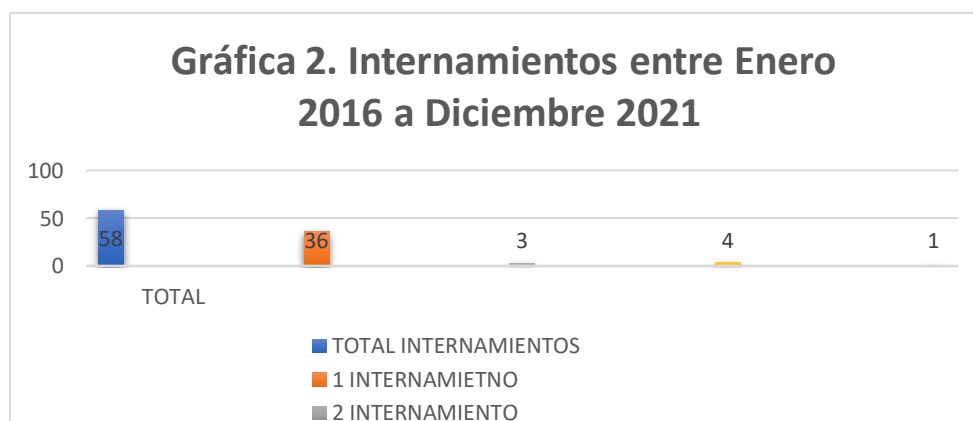 Gráfica 2. Internamientos entre Enero
2016 a Diciembre 2021
100
50
0
58
36
3
4
1
TOTAL
TOTAL INTERNAMIENTOS
1 INTERNAMIETNO
2 INTERNAMIENTO